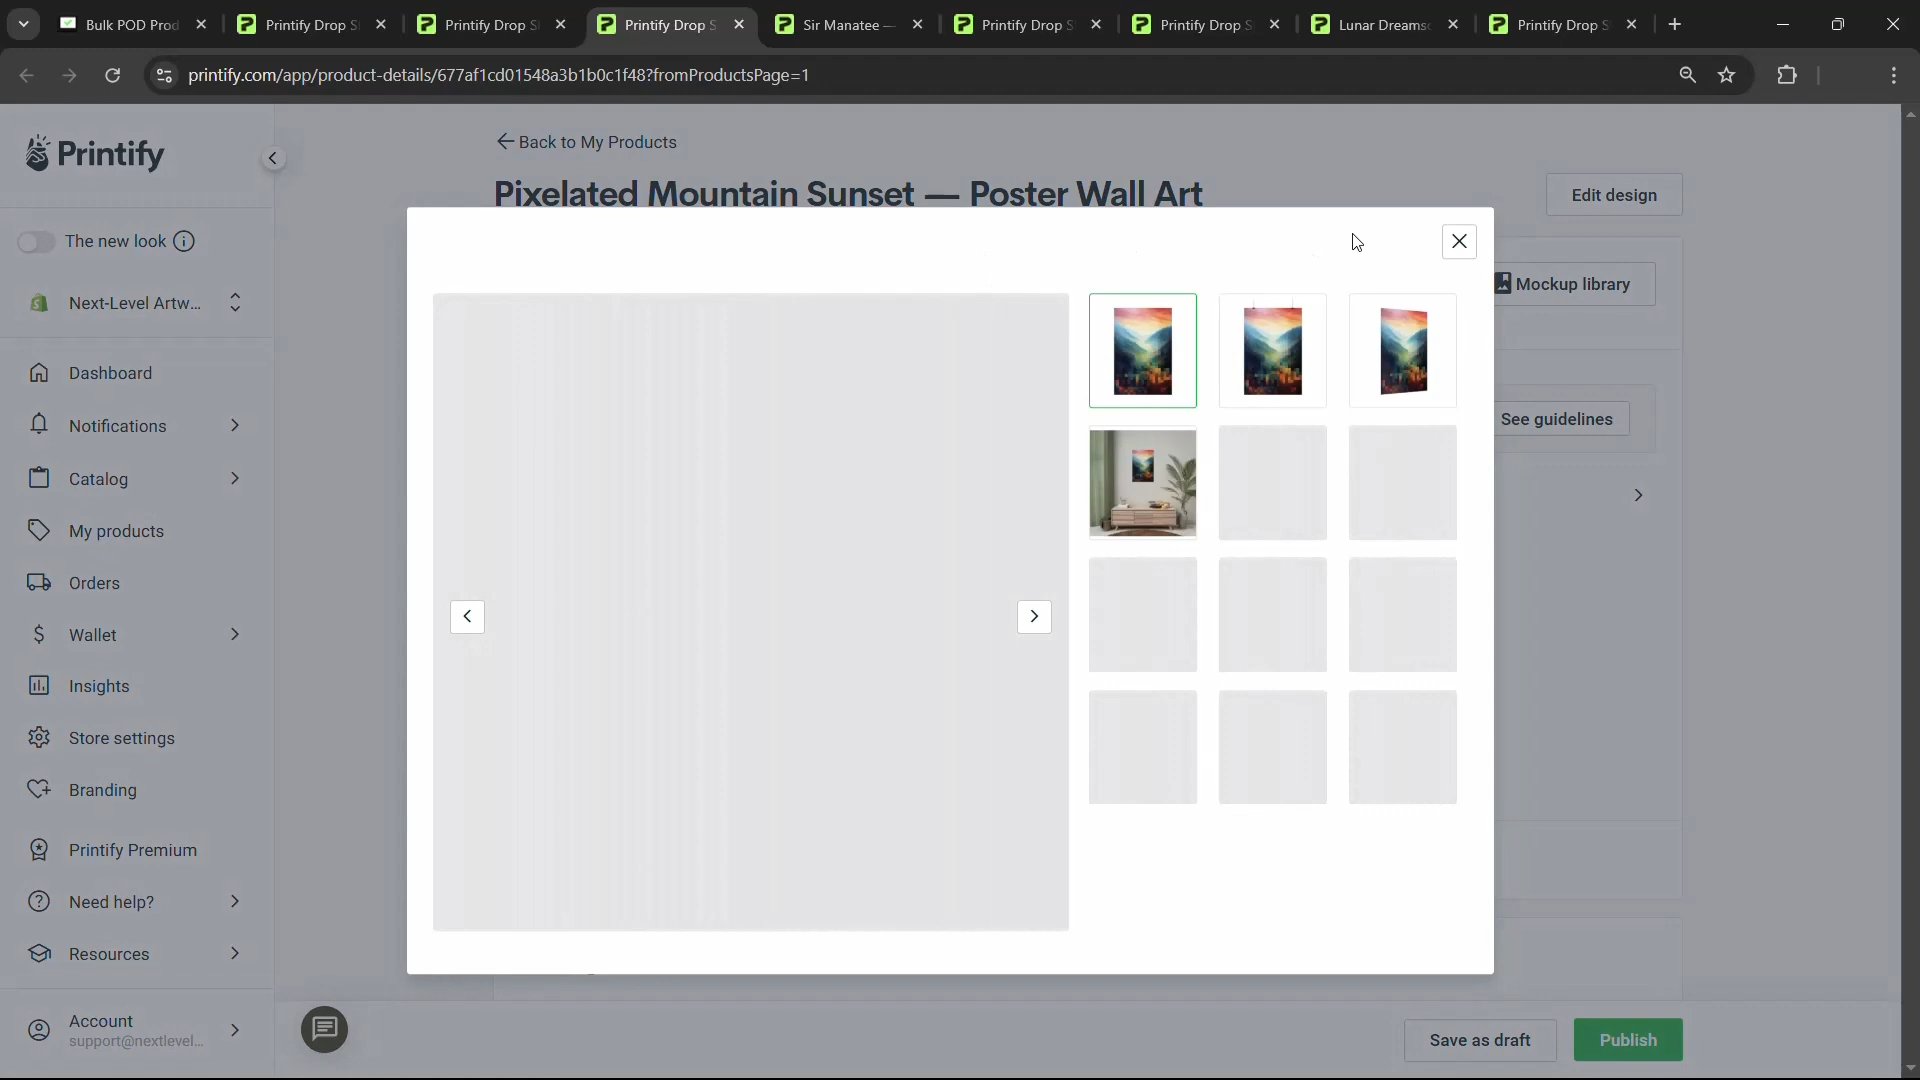 Bulk POD Prod
Printify Drop S
Printify Drop S
Printify Drop S
Sir Manatee —
Printify Drop S
Printify Drop S
Lunar Dreamsc
Printify Drop S
printify.com/app/product-details/677af1cd01548a3b1b0c1f48?fromProductsPage=1
Printify
The new look
Next-Level Artw...
Dashboard
Notifications
Catalog
My products
Orders
Wallet
Insights
Store settings
Branding
Printify Premium
Need help?
Resources
Account
support@nextlevel...
Back to My Products
Pixelated Mountain Sunset — Poster Wall Art
Edit design
Mockup library
See guidelines
Save as draft
Publish